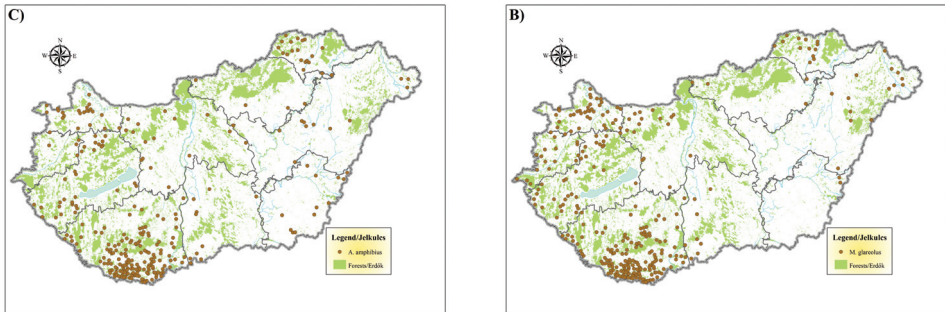 C)
N
W E
S
Legend/Jelkules
A. amphibius
Forests/Erdők
B)
N
W E
S
Legend/Jelkules
M. glareolus
Forests/Erdők